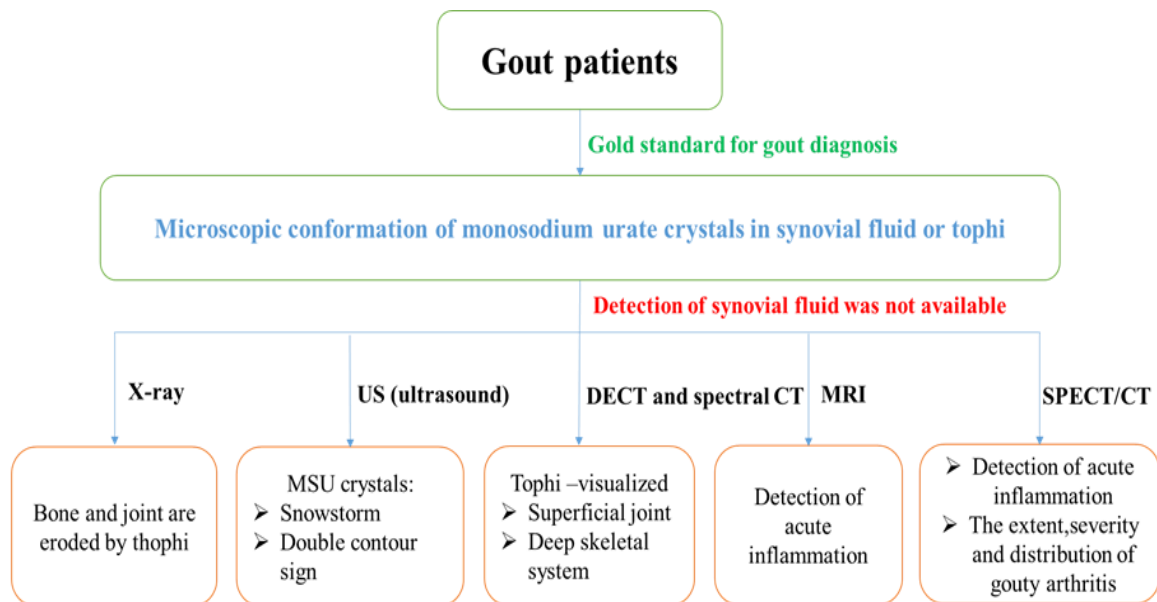 Gout patients
Gold standard for gout diagnosis
Microscopic conformation of monosodium urate crystals in synovial fluid or tophi
Detection of synovial fluid was not available
X-ray
US (ultrasound)
DECT and spectral CT
MRI
SPECT/CT
Bone and joint are
eroded by thophi
MSU crystals:
➢ Snowstorm
➢ Double contour
sign
Tophi –visualized
➢ Superficial joint
➢ Deep skeletal
system
Detection of
acute
inflammation
➢ Detection of acute
inflammation
➢ The extent,severity
and distribution of
gouty arthritis